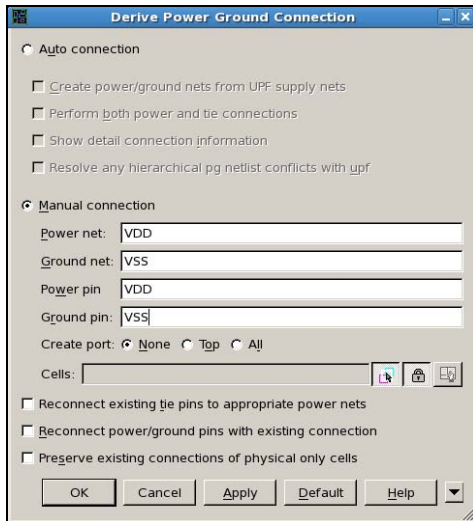 Derive Power Ground Connection
Auto connection
Create power/ground nets from UPF supply nets
Perform both power and tie connections
Show detail connection information
Resolve any hierarchical pg netlist conflicts with upf
Manual connection
Power net: VDD
Ground net: VSS
Power pin VDD
Ground pin: VSS
Create port: None Top All
Cells:
Reconnect existing tie pins to appropriate power nets
Reconnect power/ground pins with existing connection
Preserve existing connections of physical only cells
OK Cancel Apply Default Help